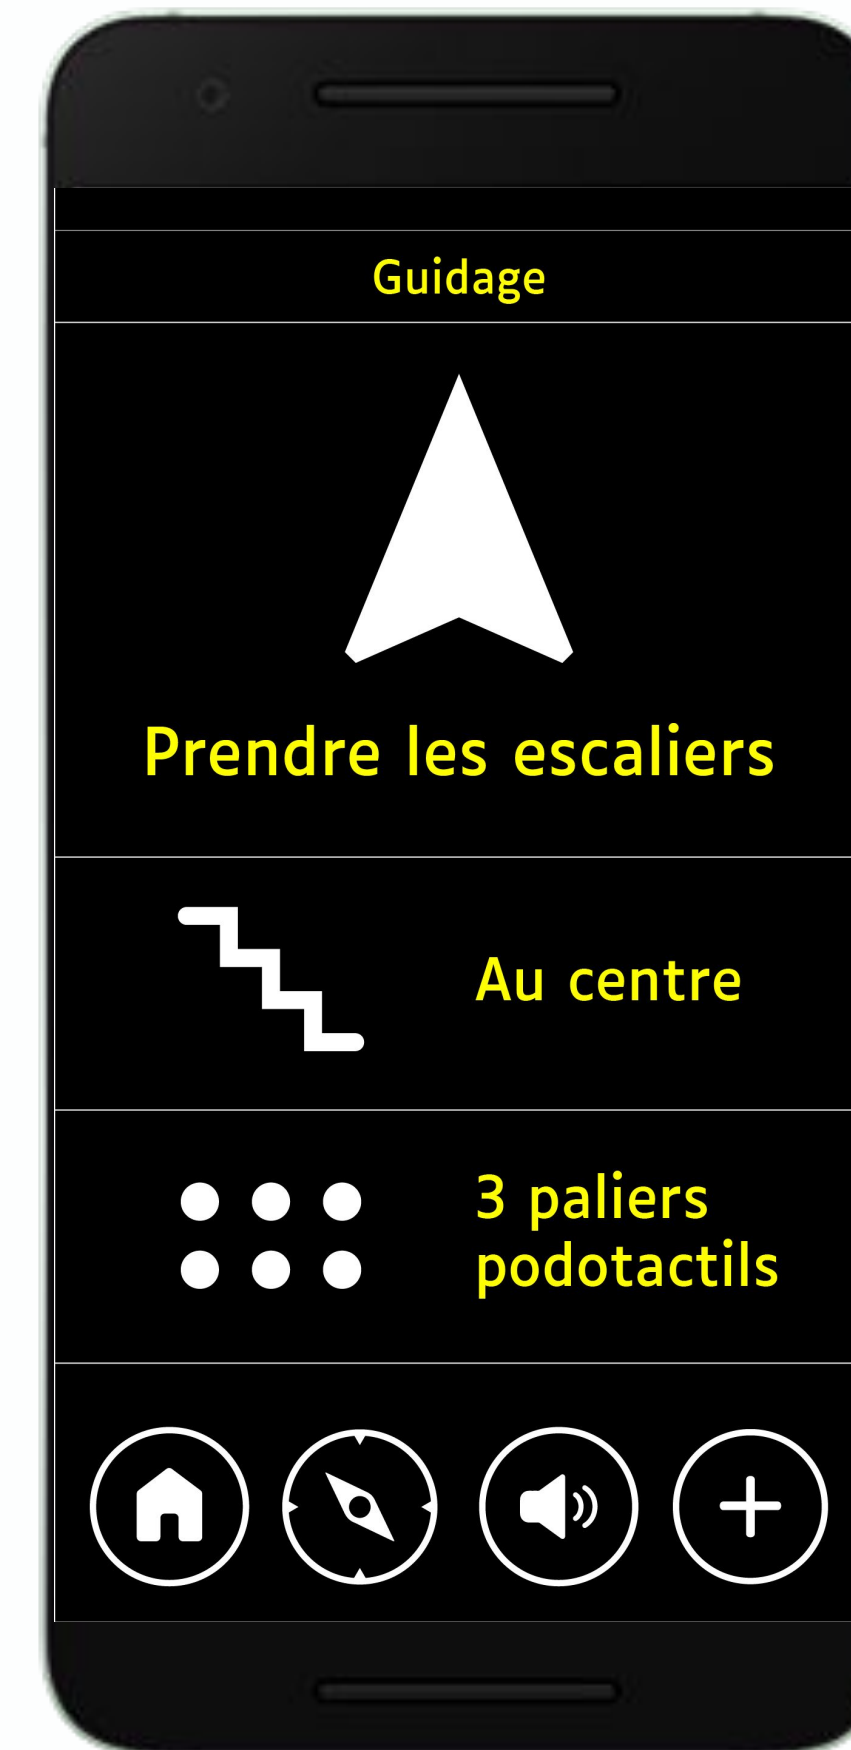 Guidage
Prendre les escaliers
Au centre
3 paliers
podotactils